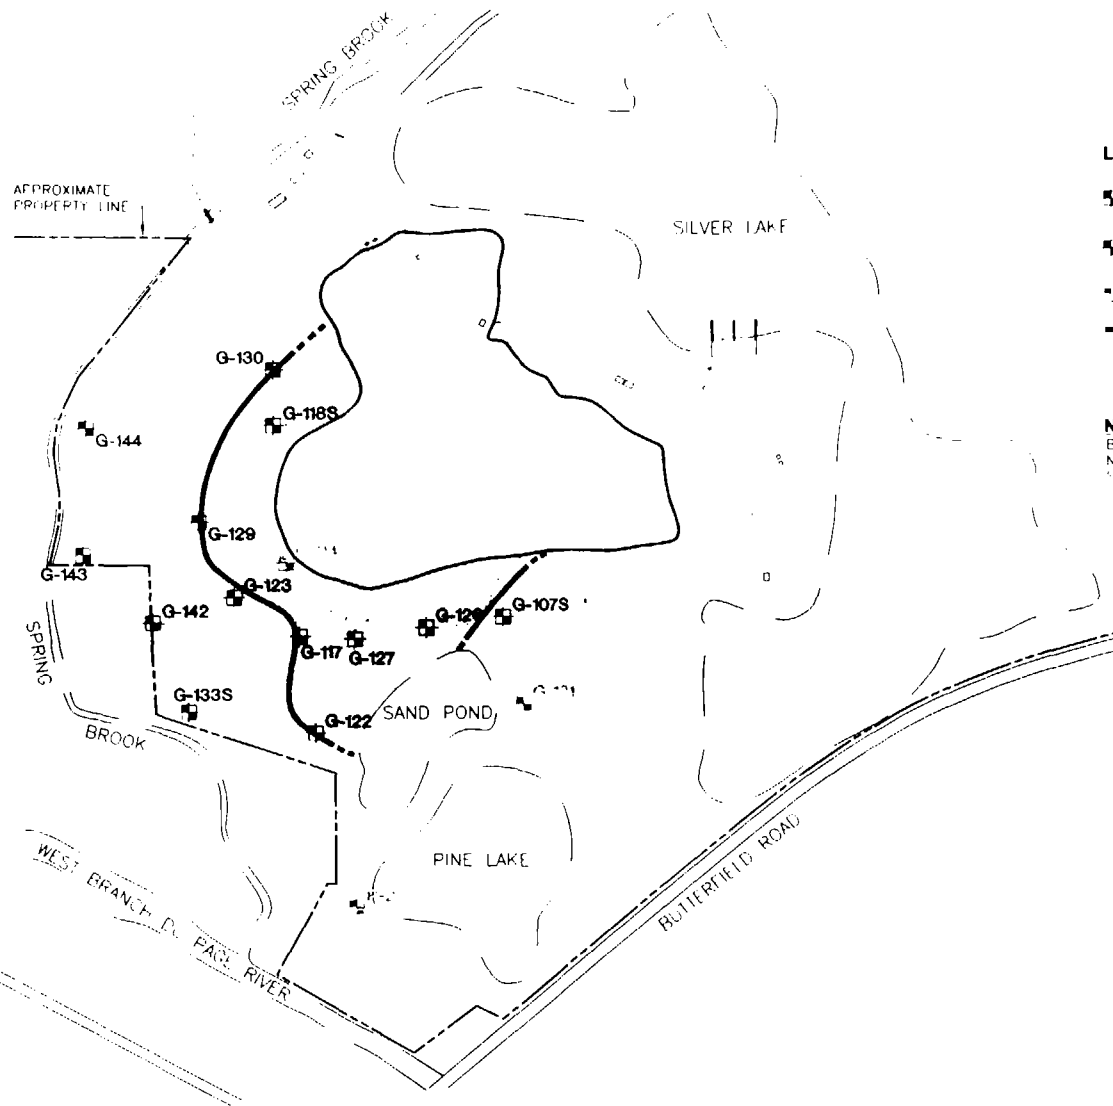 SPRING BROOK
APPROXIMATE
PROPERTY LINE
SILVER LAKE
G-130
G-118S
G-144
G-129
G-143
G-123
G-142
G-107S
G-117
G-127
SPRING
G-133S
SAND POND
G-122
BROOK
PINE LAKE
BUTTERFIELD ROAD
WEST BRANCH DU PAGE RIVER